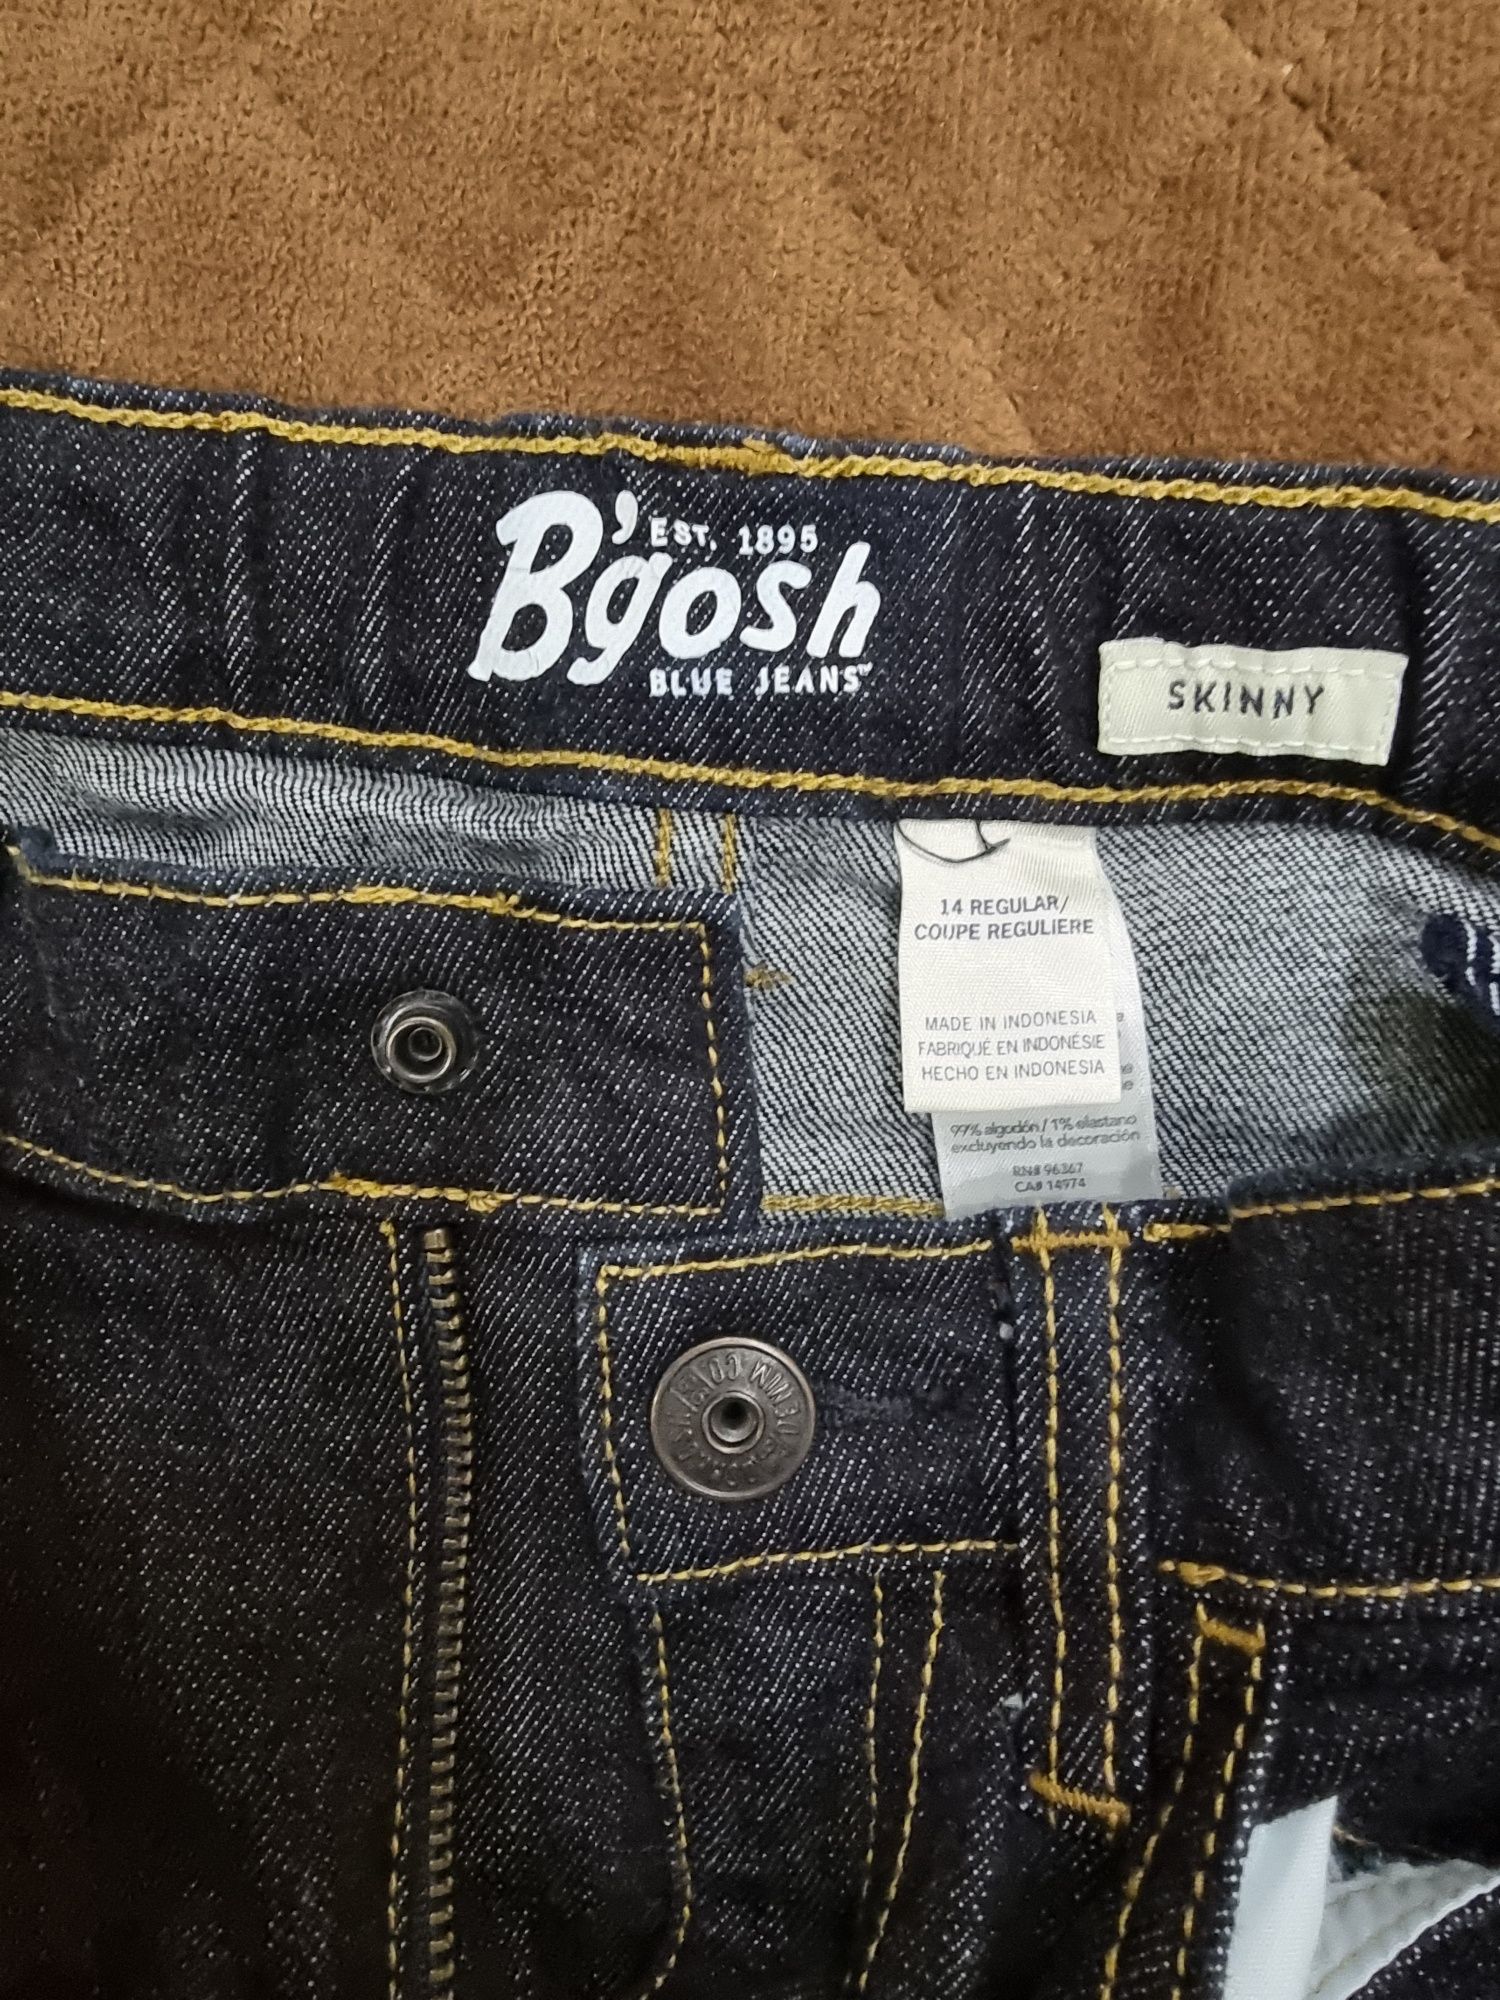 B'gosh
EST. 1895
BLUE JEANS™
SKINNY
14 REGULAR/
COUPE REGULIERE
MADE IN INDONESIA
FABRIQUÉ EN INDONÉSIE
HECHO EN INDONESIA
99% algodón / 1% elastano
excluyendo la decoración
RN# 96367
CA# 14974